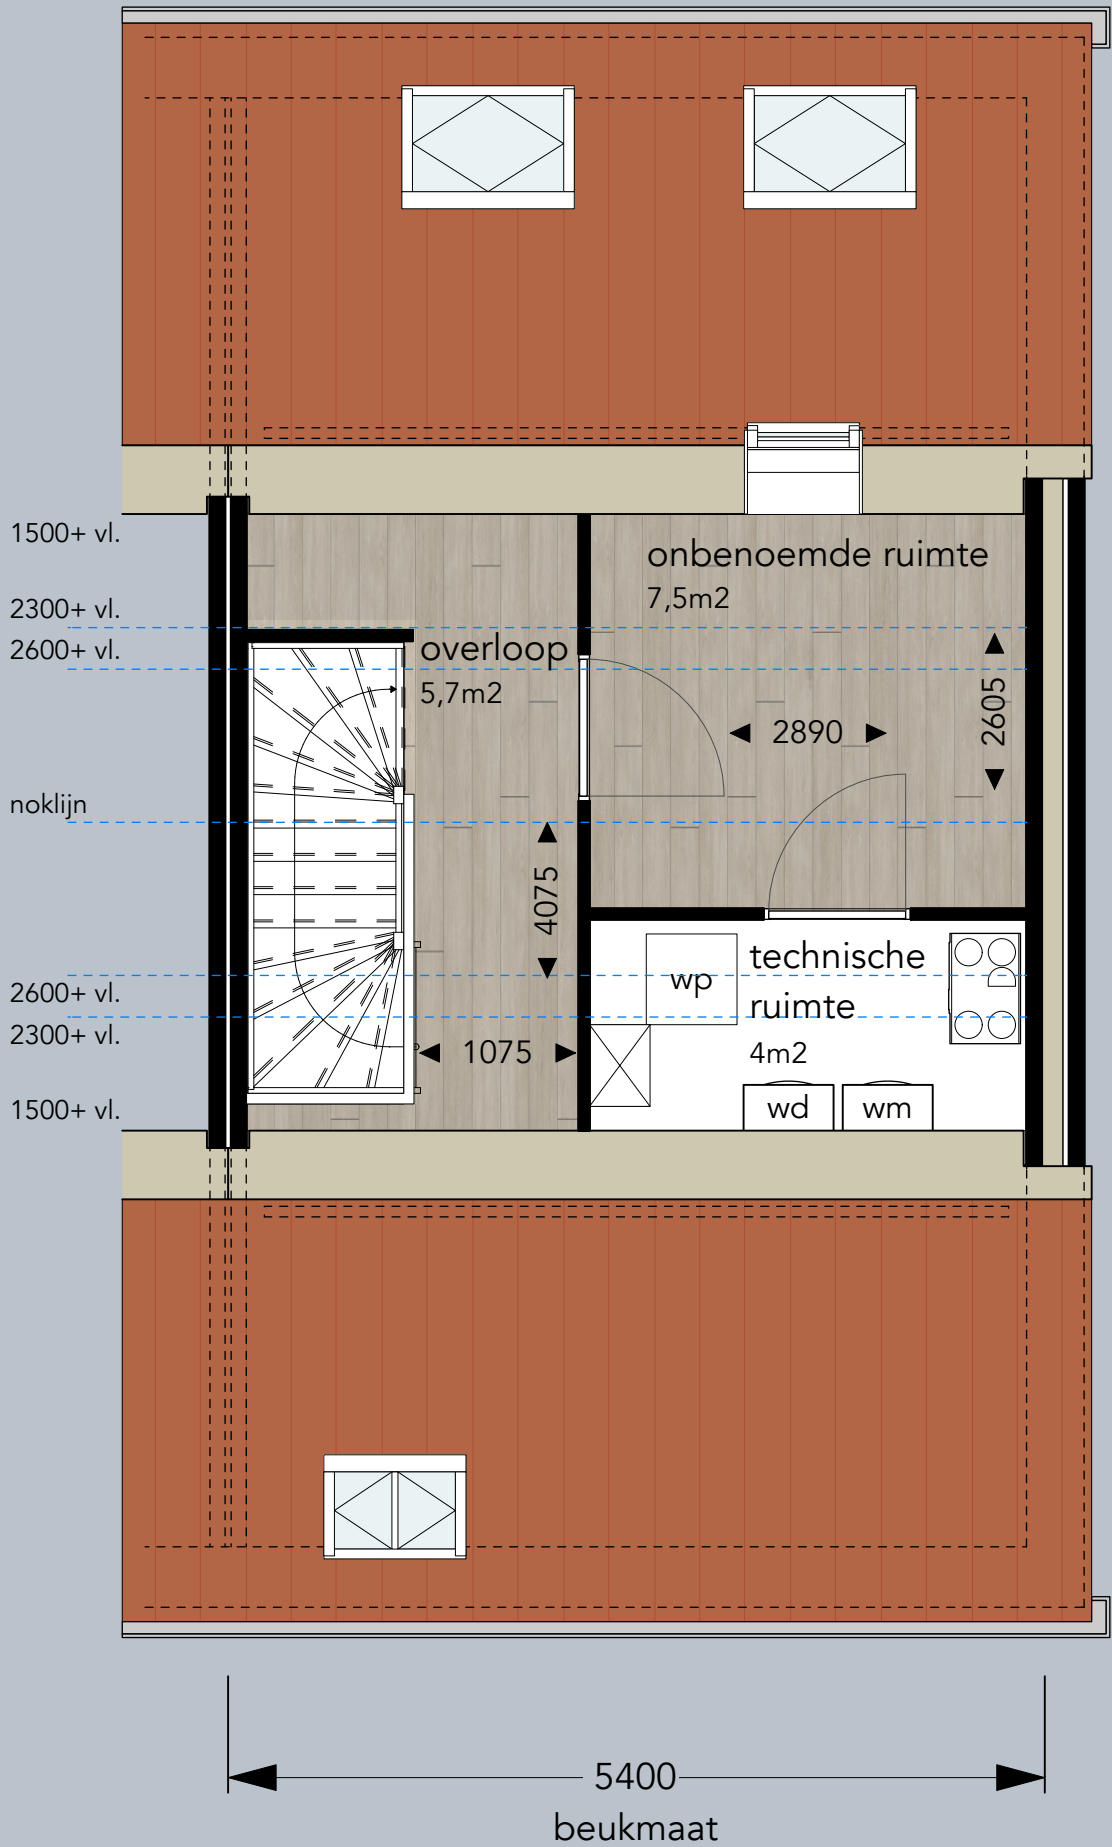 1500+ vl.
2300+ vl.
2600+ vl.
noklijn
2600+ vl.
2300+ vl.
1500+ vl.
onbenoemde ruimte
7,5m2
overloop
5,7m2
2890
2605
4075
1075
technische
ruimte
4m2
wp
wd
wm
5400
beukmaat